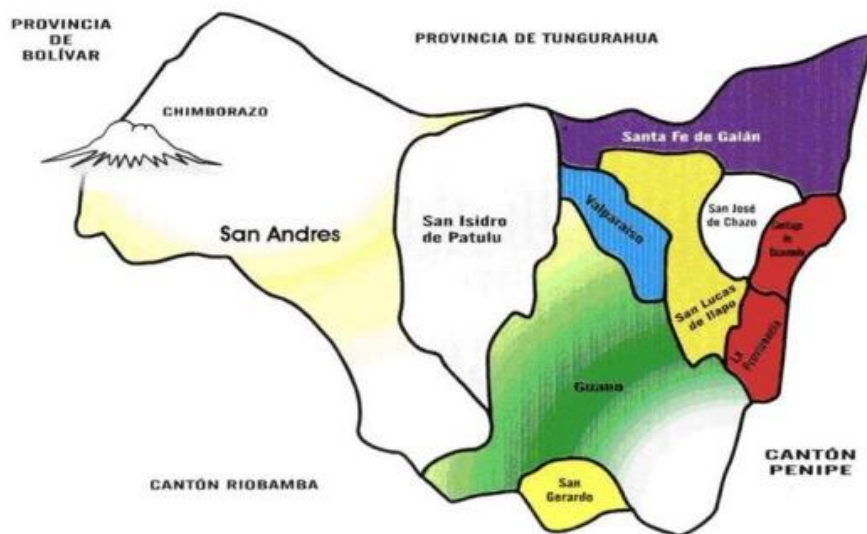 PROVINCIA
DE
BOLÍVAR
PROVINCIA DE TUNGURAHUA
CHIMBORAZO
Santa Fe de Galán
San Andres
San Isidro
de Patulu
Valparaiso
San José
de Chazo
San Lucas
de Ilapo
Guano
CANTÓN RIOBAMBA
San
Gerardo
CANTÓN
PENIPE